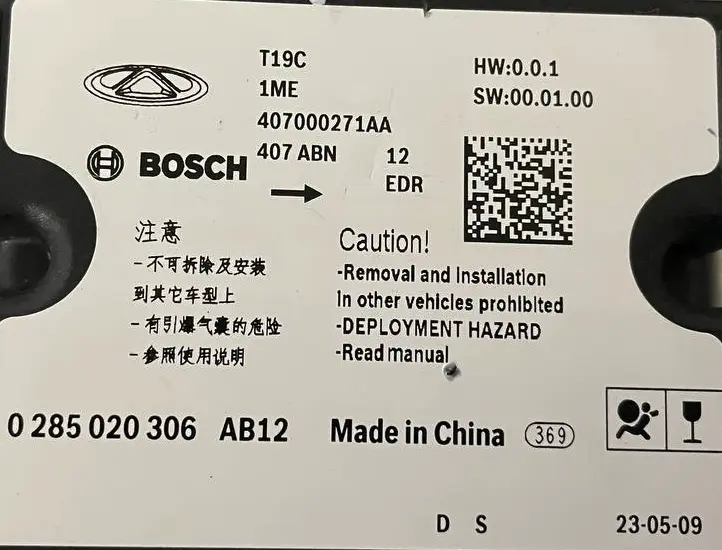 T19C
1ME
407000271AA
407 ABN 12
EDR
HW:0.0.1
SW:00.01.00
BOSCH
注意
-不可拆除及安装
到其它车型上
-有引爆气囊的危险
-参照使用说明
Caution!
-Removal and Installation
in other vehicles prohibited
-DEPLOYMENT HAZARD
-Read manual
0 285 020 306 AB12 Made in China 369
D S 23-05-09